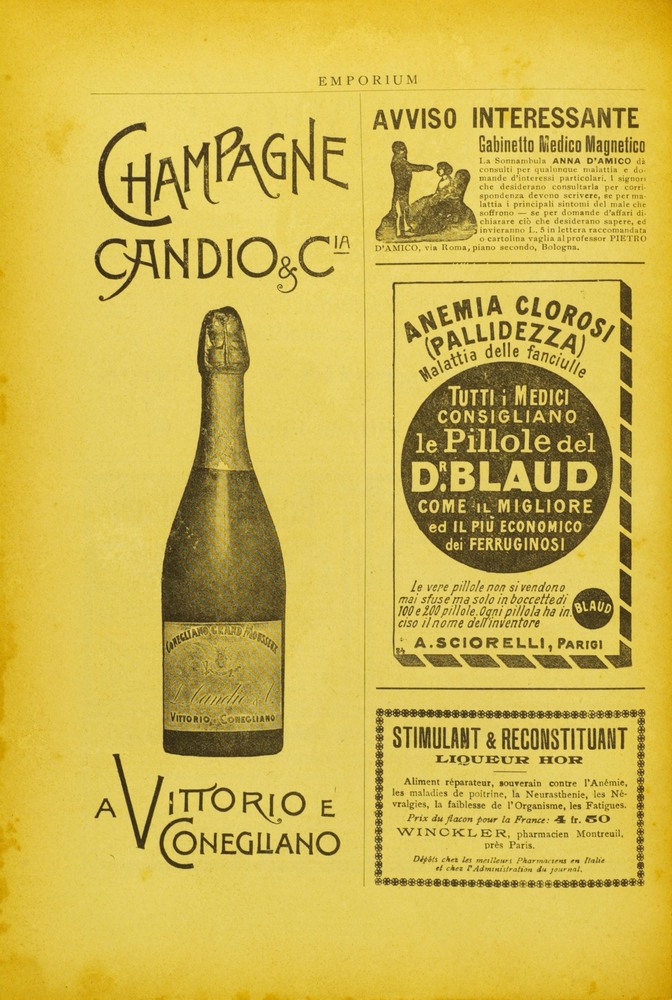 EMPORIUM
CHAMPAGNE
CANDIO & CIA
CONEGLIANO GRAND MOUSSEUX
VITTORIO - CONEGLIANO
A VITTORIO E
CONEGLIANO
AVVISO INTERESSANTE
Gabinetto Medico Magnetico
La Sonnambula ANNA D'AMICO dà
consulti per qualunque malattia e do-
mande d'interessi particolari. I signori
che desiderano consultarla per corri-
spondenza devono scrivere, se per ma-
lattia i principali sintomi del male che
soffrono — se per domande d'affari di-
chiarare ciò che desiderano sapere, ed
invieranno L. 5 in lettera raccomandata
o cartolina vaglia al professor PIETRO
D'AMICO, via Roma, piano secondo, Bologna.
ANEMIA CLOROSI
(PALLIDEZZA)
Malattia delle fanciulle
TUTTI i MEDICI
CONSIGLIANO
le Pillole del
DR. BLAUD
COME IL MIGLIORE
ed IL PIÙ ECONOMICO
dei FERRUGINOSI
Le vere pillole non si vendono
mai sfuse ma solo in boccette di
100 e 200 pillole. Ogni pillola ha in.
ciso il nome dell'inventore
BLAUD
A. SCIORELLI, PARIGI
84
STIMULANT & RECONSTITUANT
LIQUEUR HOR
Aliment réparateur, souverain contre l'Anémie,
les maladies de poitrine, la Neurasthenie, les Né-
vralgies, la faiblesse de l'Organisme, les Fatigues.
Prix du flacon pour la France: 4 fr. 50
WINCKLER, pharmacien Montreuil,
près Paris.
Dépôts chez les meilleurs Pharmaciens en Italie
et chez l'Administration du journal.